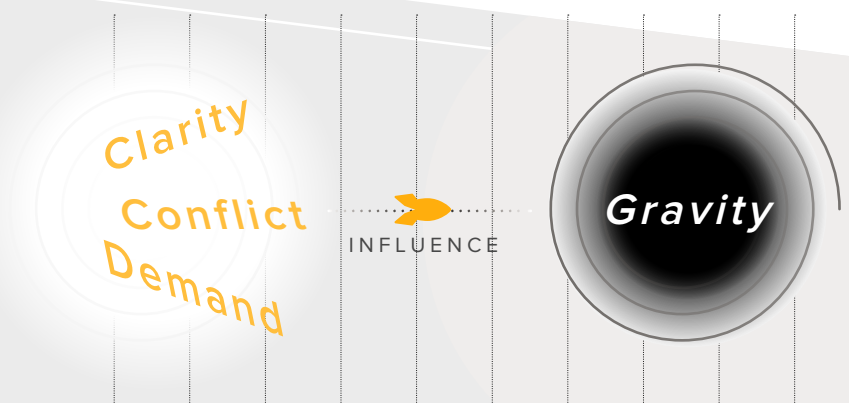 Clarity
Conflict
Demand
INFLUENCE
Gravity